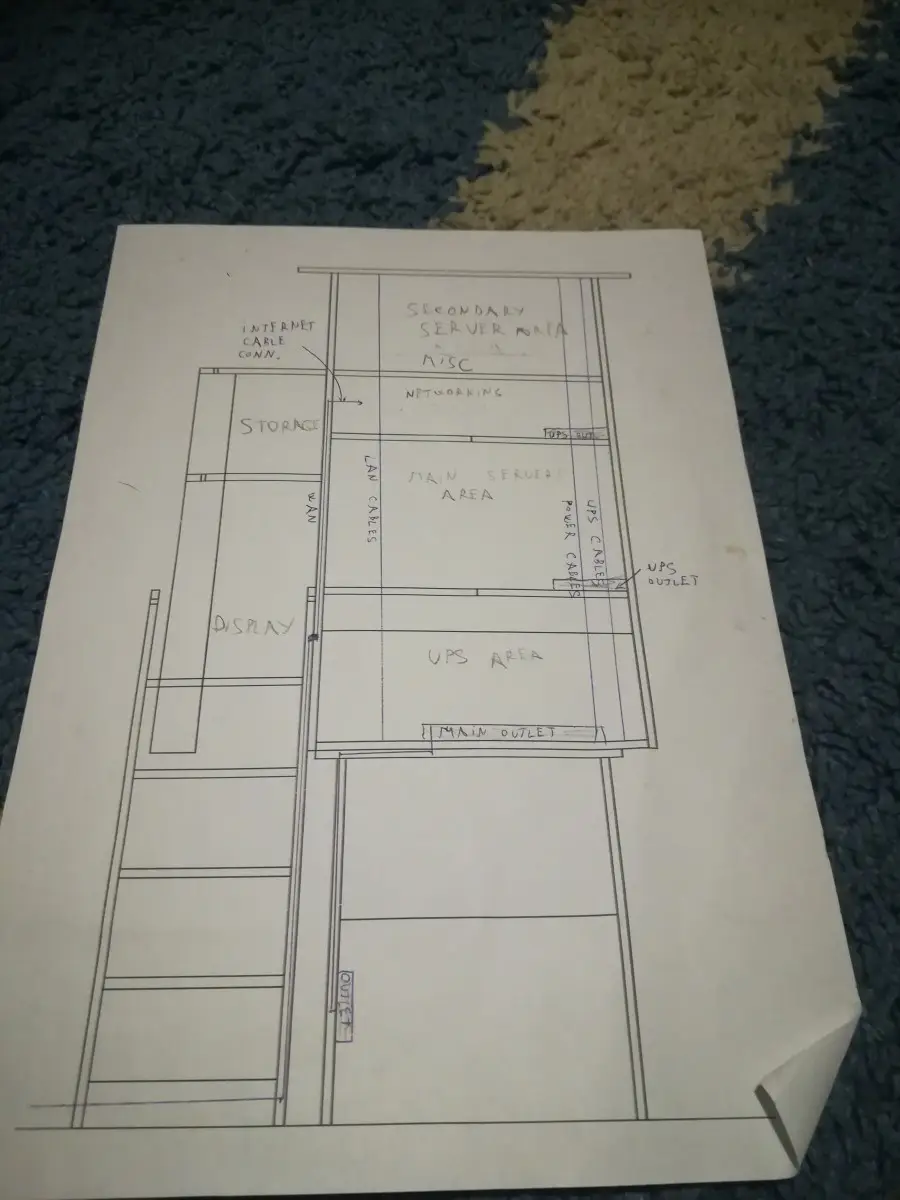 SECONDARY
SERVER AREA
MISC
INTERNET
CABLE
CONN.
NETWORKING
STORAGE
UPS OUT
MAIN SERVER
AREA
LAN CABLES
WAN
POWER CABLES
UPS CABLES
UPS
OUTLET
DISPLAY
UPS AREA
MAIN OUTLET
OUTLET